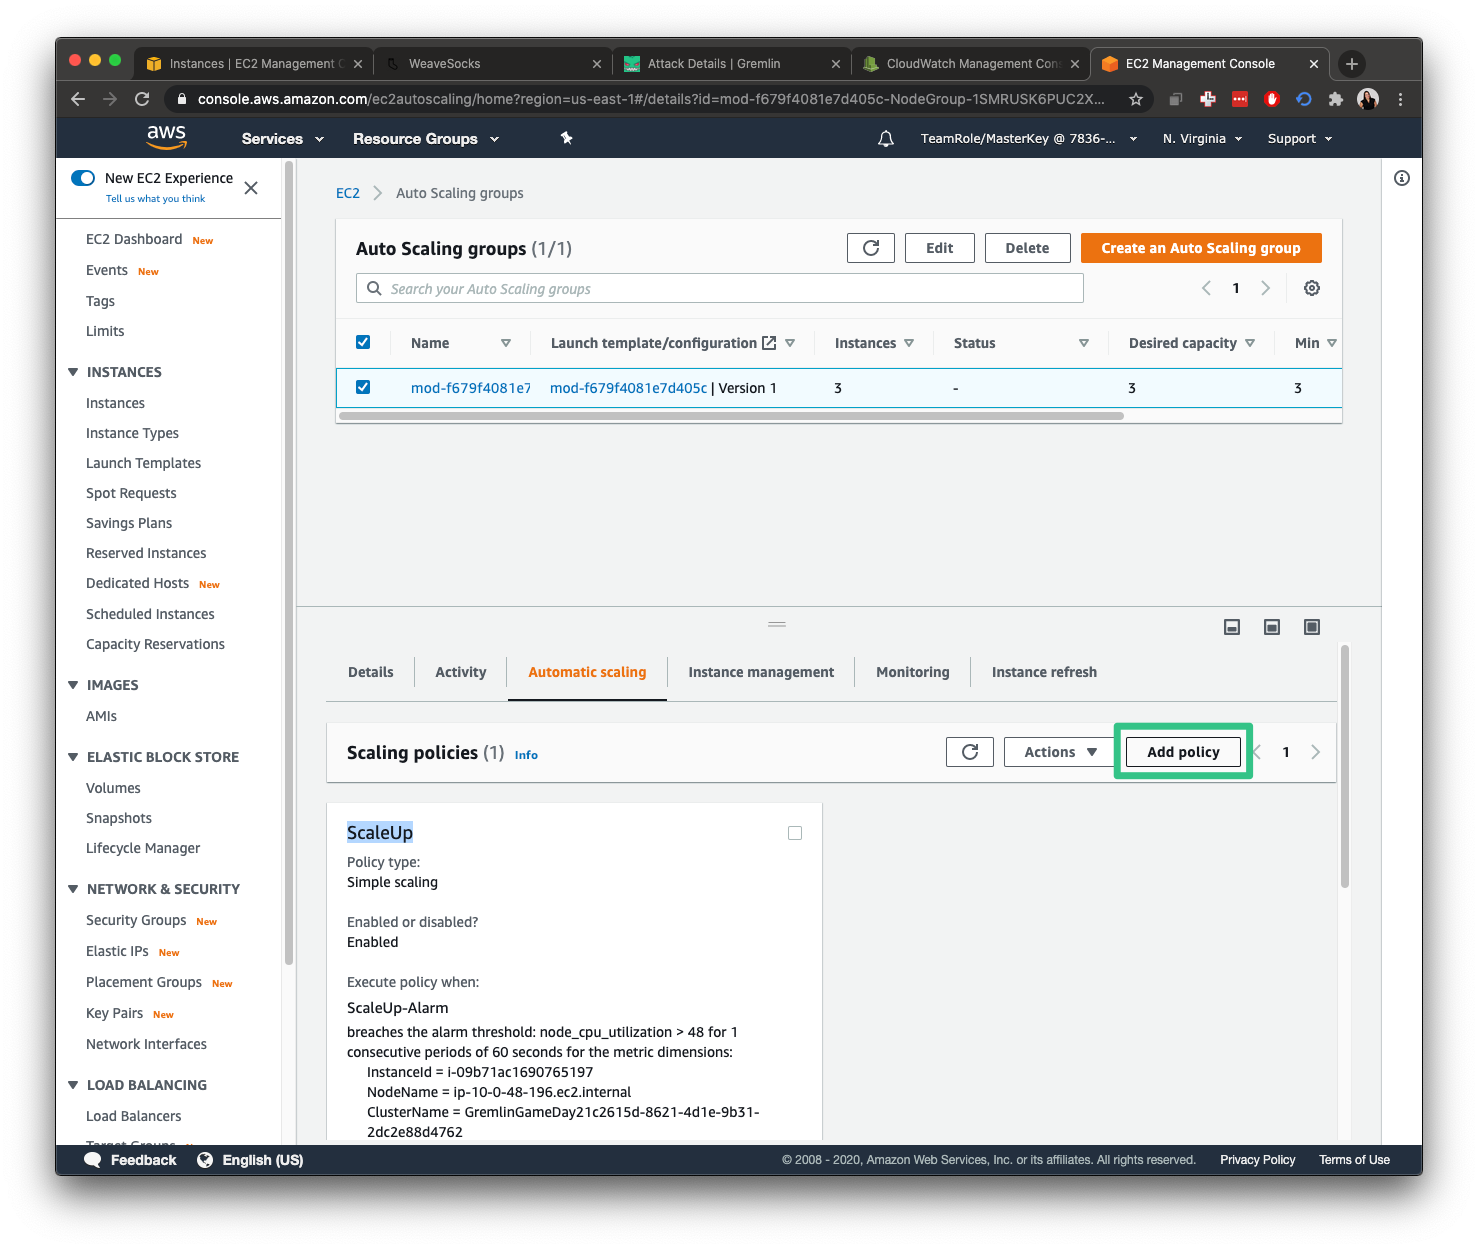 Instances | EC2 Management C
WeaveSocks
Attack Details | Gremlin
CloudWatch Management Con
EC2 Management Console
console.aws.amazon.com/ec2autoscaling/home?region=us-east-1#/details?id=mod-f679f4081e7d405c-NodeGroup-1SMRUSK6PUC2X...
aws
Services
Resource Groups
TeamRole/MasterKey @ 7836-...
N. Virginia
Support
New EC2 Experience
Tell us what you think
EC2 Dashboard New
Events New
Tags
Limits
INSTANCES
Instances
Instance Types
Launch Templates
Spot Requests
Savings Plans
Reserved Instances
Dedicated Hosts New
Scheduled Instances
Capacity Reservations
IMAGES
AMIs
ELASTIC BLOCK STORE
Volumes
Snapshots
Lifecycle Manager
NETWORK & SECURITY
Security Groups New
Elastic IPs New
Placement Groups New
Key Pairs New
Network Interfaces
LOAD BALANCING
Load Balancers
Target Groups
EC2 > Auto Scaling groups
Auto Scaling groups (1/1)
Edit
Delete
Create an Auto Scaling group
Search your Auto Scaling groups
1
Name
Launch template/configuration
Instances
Status
Desired capacity
Min
mod-f679f4081e7
mod-f679f4081e7d405c | Version 1
3
-
3
3
Details
Activity
Automatic scaling
Instance management
Monitoring
Instance refresh
Scaling policies (1) Info
Actions
Add policy
1
ScaleUp
Policy type:
Simple scaling
Enabled or disabled?
Enabled
Execute policy when:
ScaleUp-Alarm
breaches the alarm threshold: node_cpu_utilization > 48 for 1
consecutive periods of 60 seconds for the metric dimensions:
InstanceId = i-09b71ac1690765197
NodeName = ip-10-0-48-196.ec2.internal
ClusterName = GremlinGameDay21c2615d-8621-4d1e-9b31-
2dc2e88d4762
Feedback
English (US)
© 2008 - 2020, Amazon Web Services, Inc. or its affiliates. All rights reserved.
Privacy Policy
Terms of Use